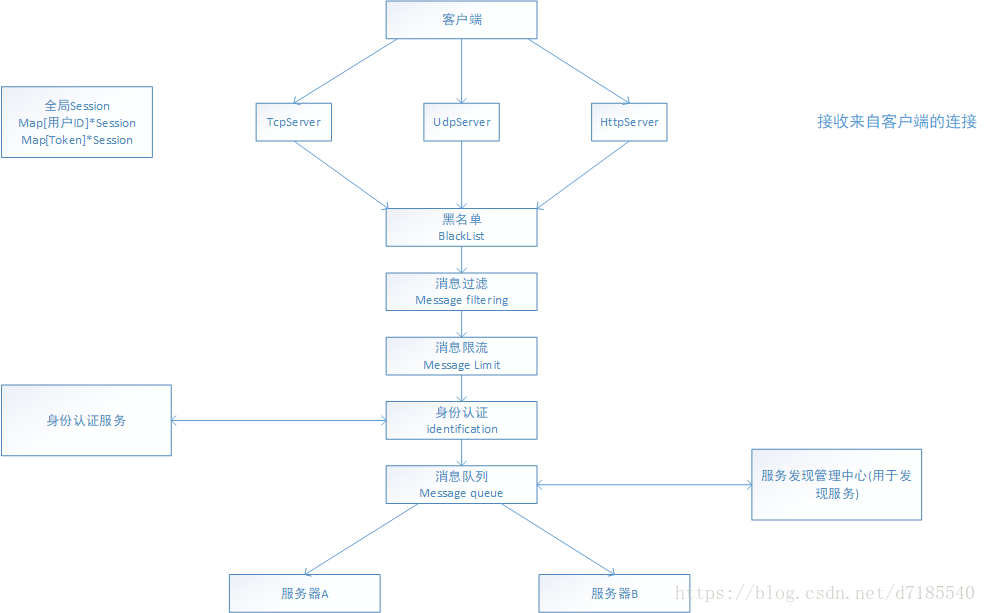 客户端
全局Session
Map[用户ID]*Session
Map[Token]*Session
TcpServer
UdpServer
HttpServer
接收来自客户端的连接
黑名单
BlackList
消息过滤
Message filtering
消息限流
Message Limit
身份认证服务
身份认证
identification
消息队列
Message queue
服务发现管理中心(用于发
现服务)
服务器A
服务器B
https://blog.csdn.net/d7185540